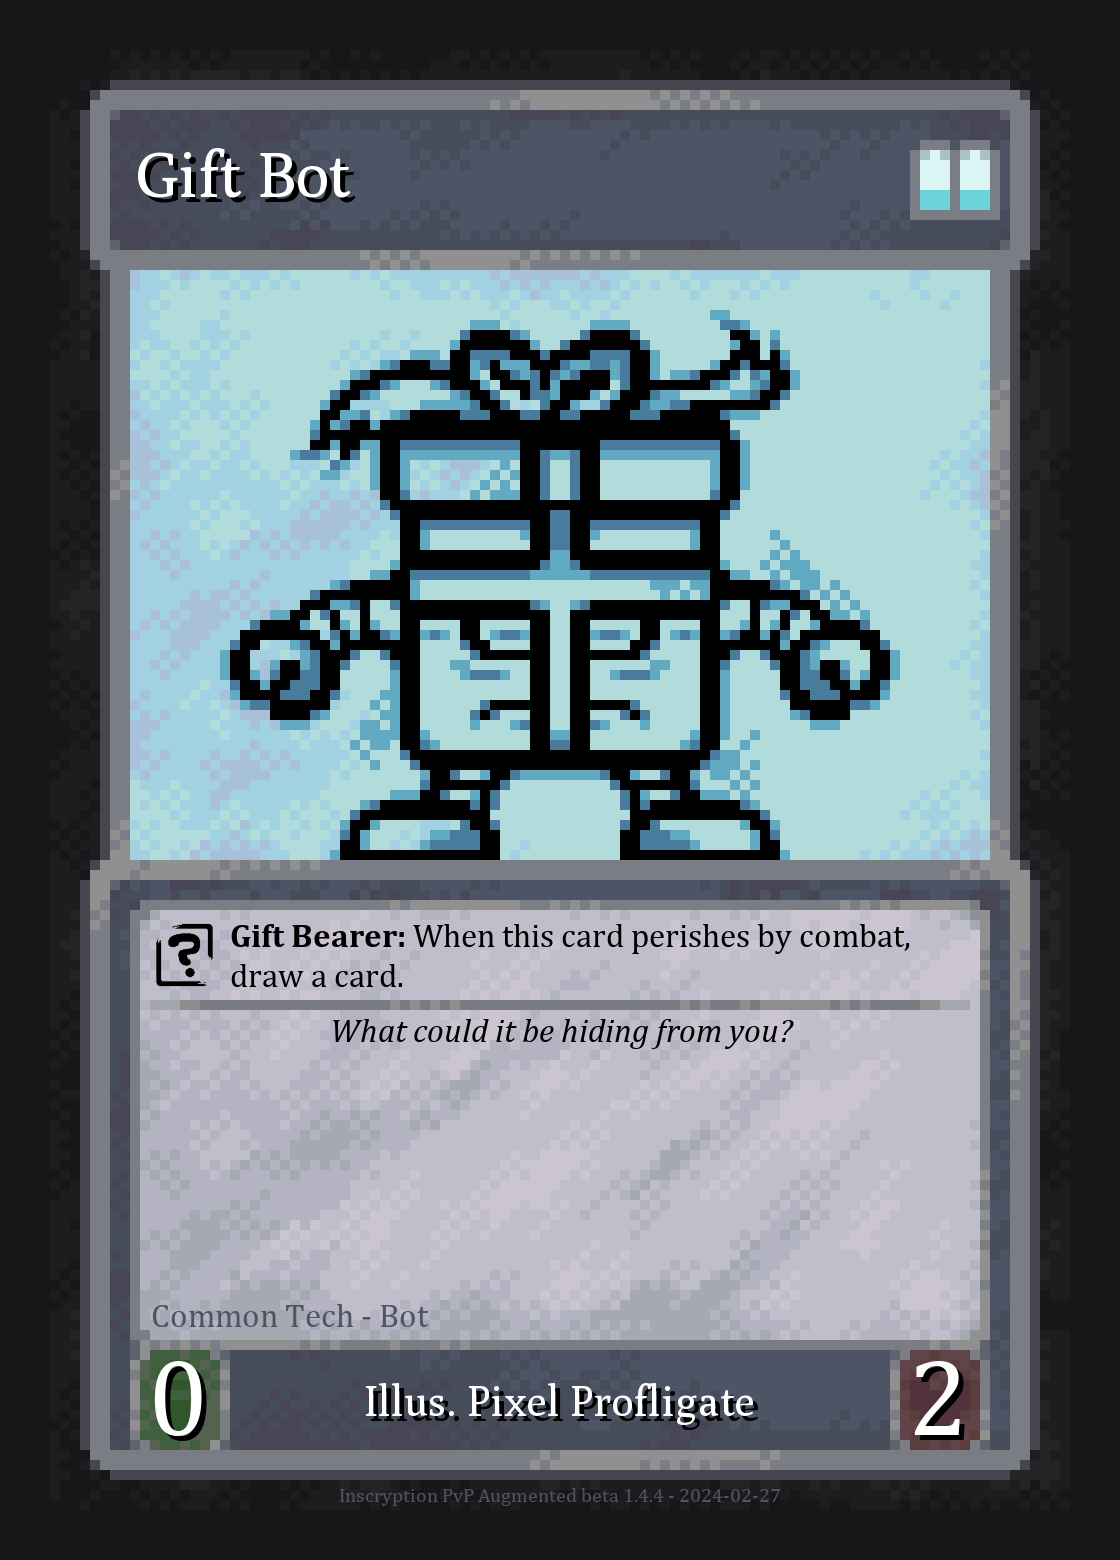 Gift Bot
Gift Bearer: When this card perishes by combat,
draw a card.
What could it be hiding from you?
Common Tech - Bot
0
Illus. Pixel Profligate
2
Inscryption PvP Augmented beta 1.4.4 - 2024-02-27